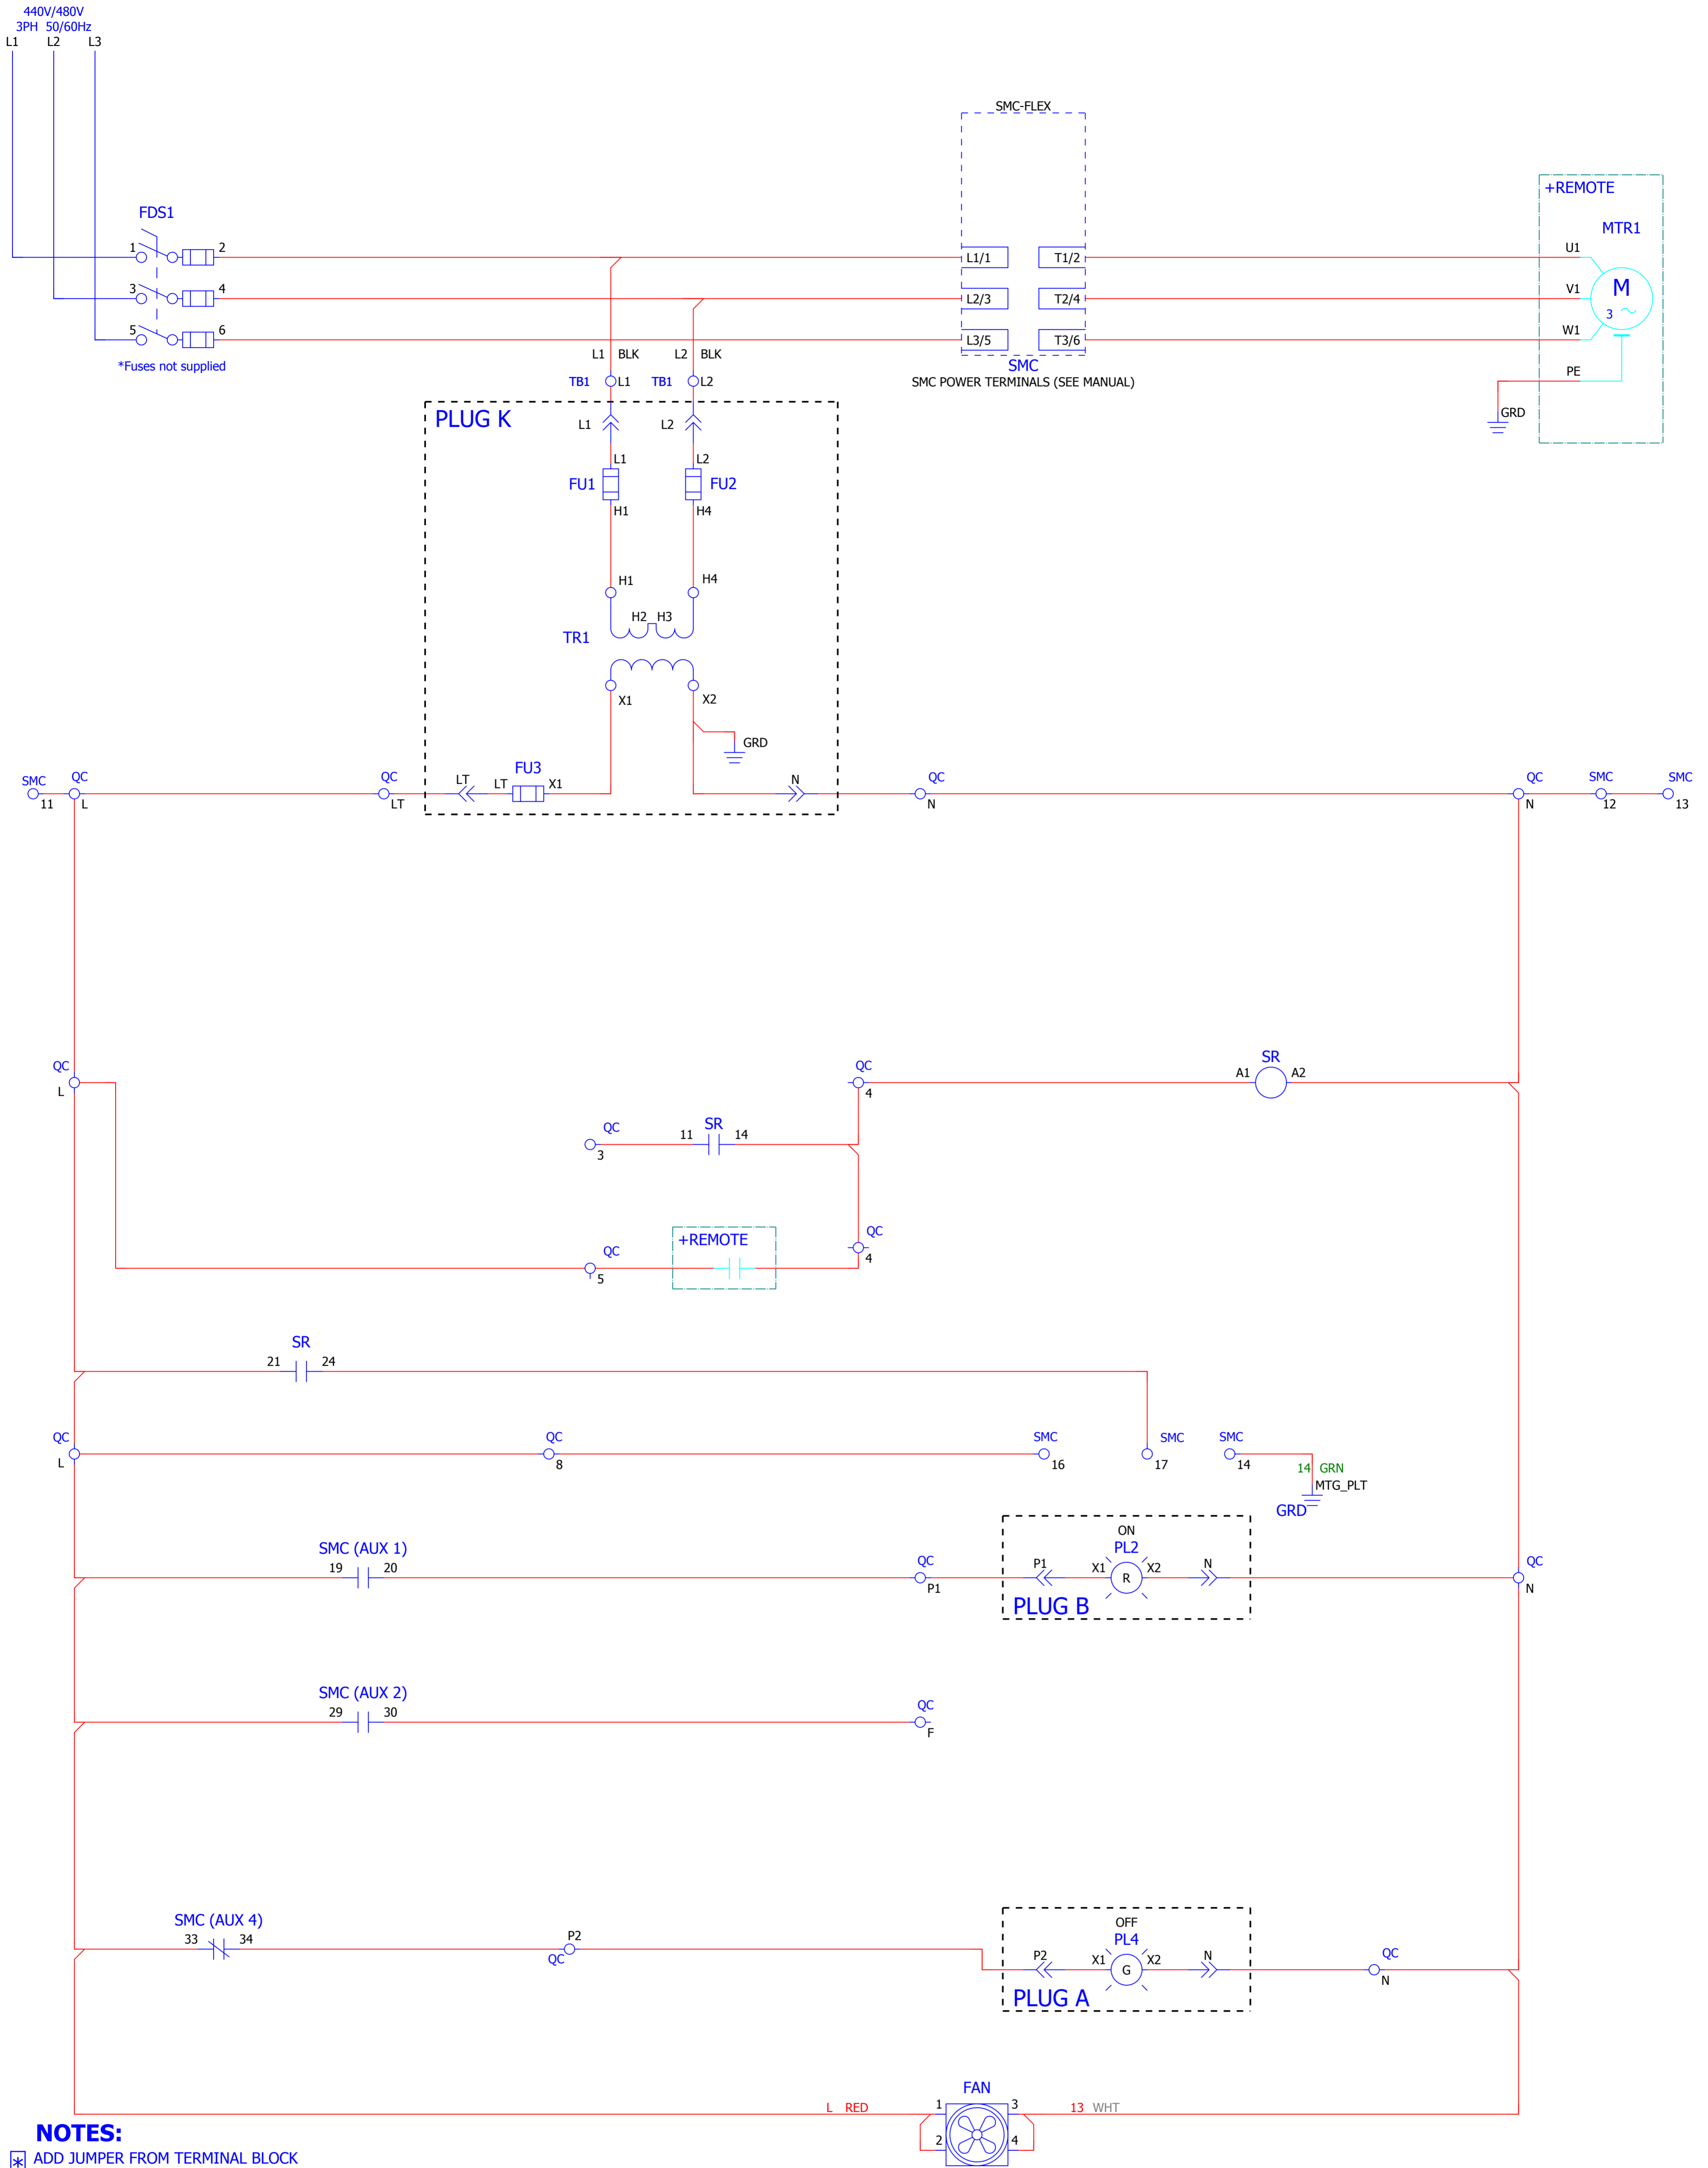 440V/480V
3PH 50/60Hz
L1 L2 L3
SMC-FLEX
+REMOTE
FDS1
MTR1
1 2
L1/1 T1/2
U1
3 4
L2/3 T2/4
V1
M
3
5 6
L3/5 T3/6
W1
*Fuses not supplied
L1 BLK L2 BLK
SMC
SMC POWER TERMINALS (SEE MANUAL)
PE
TB1 L1 TB1 L2
GRD
PLUG K
L1 L2
L1 L2
FU1 FU2
H1 H4
H1 H4
H2 H3
TR1
X1 X2
GRD
FU3
SMC QC QC LT LT X1 N QC QC SMC SMC
11 L LT N N 12 13
QC QC SR
L 4 A1 A2
QC SR
11 14
3
QC +REMOTE QC
5 4
SR
21 24
QC QC SMC SMC SMC
L 8 16 17 14
14 GRN
MTG_PLT
GRD
ON
SMC (AUX 1) PL2
19 20 QC P1 X1 X2 N QC
R
P1 N
PLUG B
SMC (AUX 2)
29 30 QC
F
OFF
SMC (AUX 4) PL4
33 34 P2 P2 X1 X2 N QC
QC G N
PLUG A
FAN
L RED 1 3 13 WHT
2 4
NOTES:
* ADD JUMPER FROM TERMINAL BLOCK